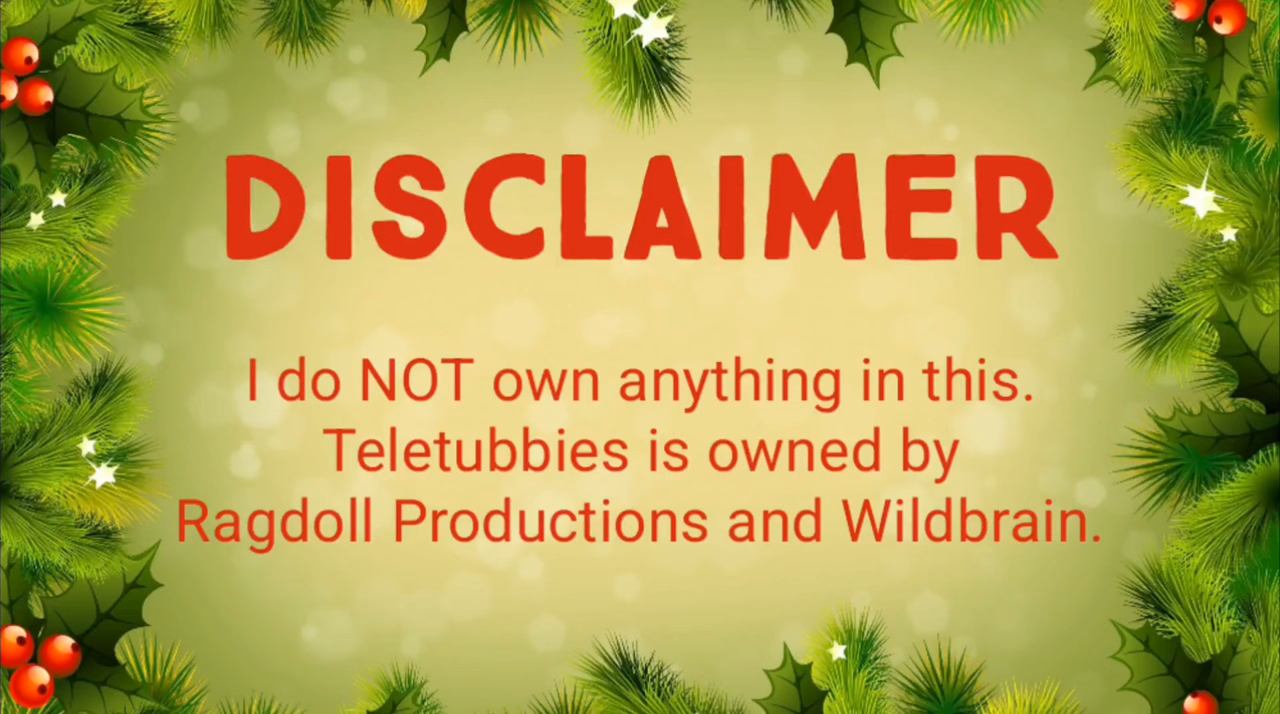 DISCLAIMER
I do NOT own anything in this.
Teletubbies is owned by
Ragdoll Productions and Wildbrain.